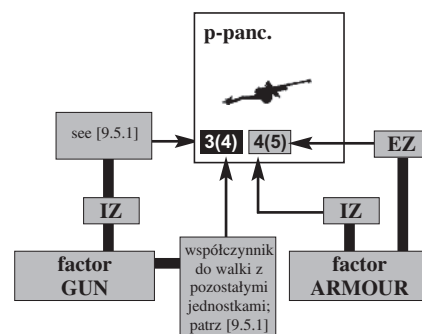 p-panc.
3(4) 4(5)
see [9.5.1]
EZ
IZ
IZ
factor
GUN
współczynnik
do walki z
pozostałymi
jednostkami;
patrz [9.5.1]
factor
ARMOUR